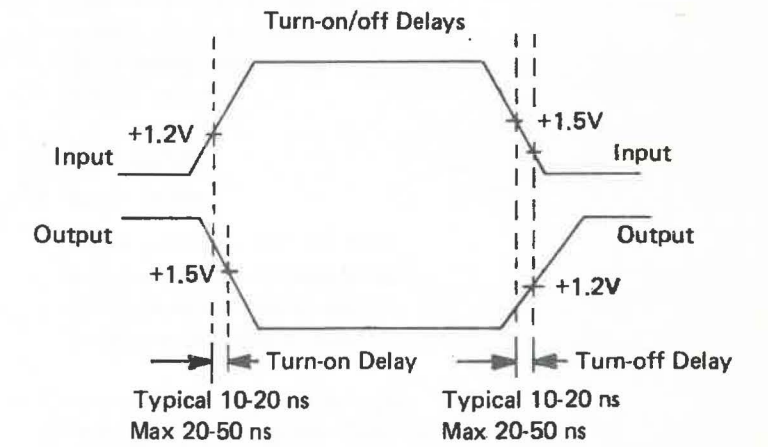 Turn-on/off Delays
+1.2V
+1.5V
Input
Input
Output
Output
+1.5V
+1.2V
Turn-on Delay
Turn-off Delay
Typical 10-20 ns
Max 20-50 ns
Typical 10-20 ns
Max 20-50 ns